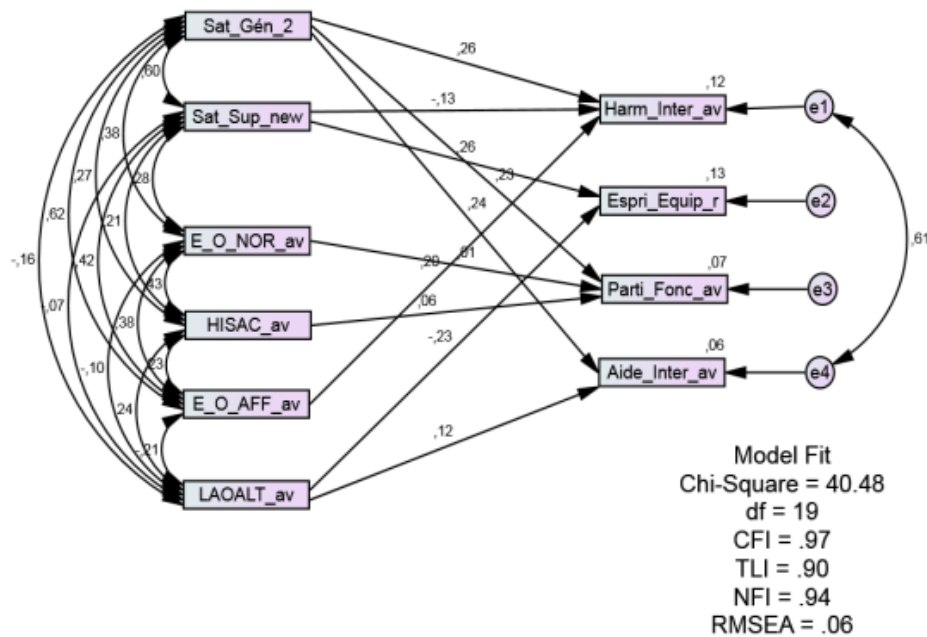 Sat_Gén_2
,26
,12
,60
Harm_Inter_av
e1
Sat_Sup_new
-,13
,38
,26
,23
,13
,27
,28
,24
Espri_Equip_r
e2
,62
,21
E_O_NOR_av
,01
,61
-,16
,42
,43
,20
,07
Parti_Fonc_av
e3
-,07
,38
HISAC_av
,06
-,23
,06
-,10
,23
Aide_Inter_av
e4
,24
E_O_AFF_av
-,21
,12
LAOALT_av
Model Fit
Chi-Square = 40.48
df = 19
CFI = .97
TLI = .90
NFI = .94
RMSEA = .06